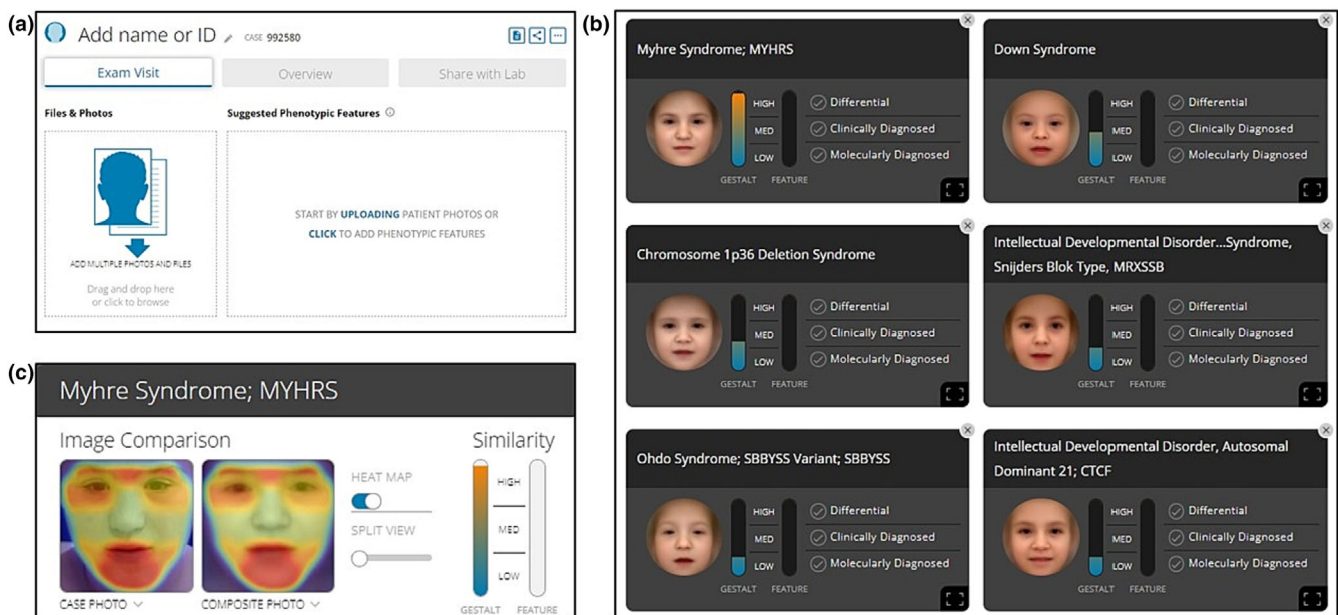 (a)
Add name or ID
CASE 992580
Exam Visit
Overview
Share with Lab
Files & Photos
Suggested Phenotypic Features
ADD MULTIPLE PHOTOS AND FILES
Drag and drop here
or click to browse
START BY UPLOADING PATIENT PHOTOS OR
CLICK TO ADD PHENOTYPIC FEATURES
(b)
Myhre Syndrome; MYHRS
HIGH
MED
LOW
GESTALT FEATURE
Differential
Clinically Diagnosed
Molecularly Diagnosed
Down Syndrome
HIGH
MED
LOW
GESTALT FEATURE
Differential
Clinically Diagnosed
Molecularly Diagnosed
Chromosome 1p36 Deletion Syndrome
HIGH
MED
LOW
GESTALT FEATURE
Differential
Clinically Diagnosed
Molecularly Diagnosed
Intellectual Developmental Disorder...Syndrome,
Snijders Blok Type, MRXSSB
HIGH
MED
LOW
GESTALT FEATURE
Differential
Clinically Diagnosed
Molecularly Diagnosed
Ohdo Syndrome; SBBYSS Variant; SBBYSS
HIGH
MED
LOW
GESTALT FEATURE
Differential
Clinically Diagnosed
Molecularly Diagnosed
Intellectual Developmental Disorder, Autosomal
Dominant 21; CTCF
HIGH
MED
LOW
GESTALT FEATURE
Differential
Clinically Diagnosed
Molecularly Diagnosed
(c)
Myhre Syndrome; MYHRS
Image Comparison
CASE PHOTO
COMPOSITE PHOTO
HEAT MAP
SPLIT VIEW
Similarity
HIGH
MED
LOW
GESTALT FEATURE